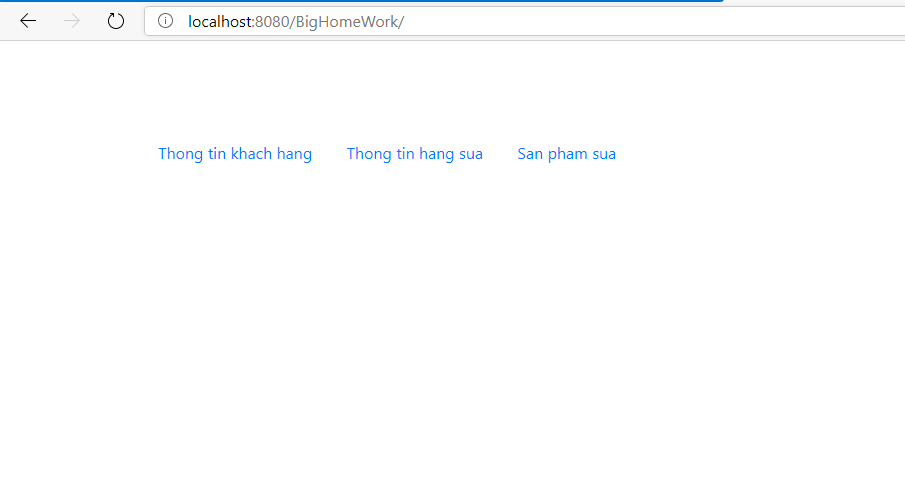 localhost:8080/BigHomeWork/
Thong tin khach hang Thong tin hang sua San pham sua